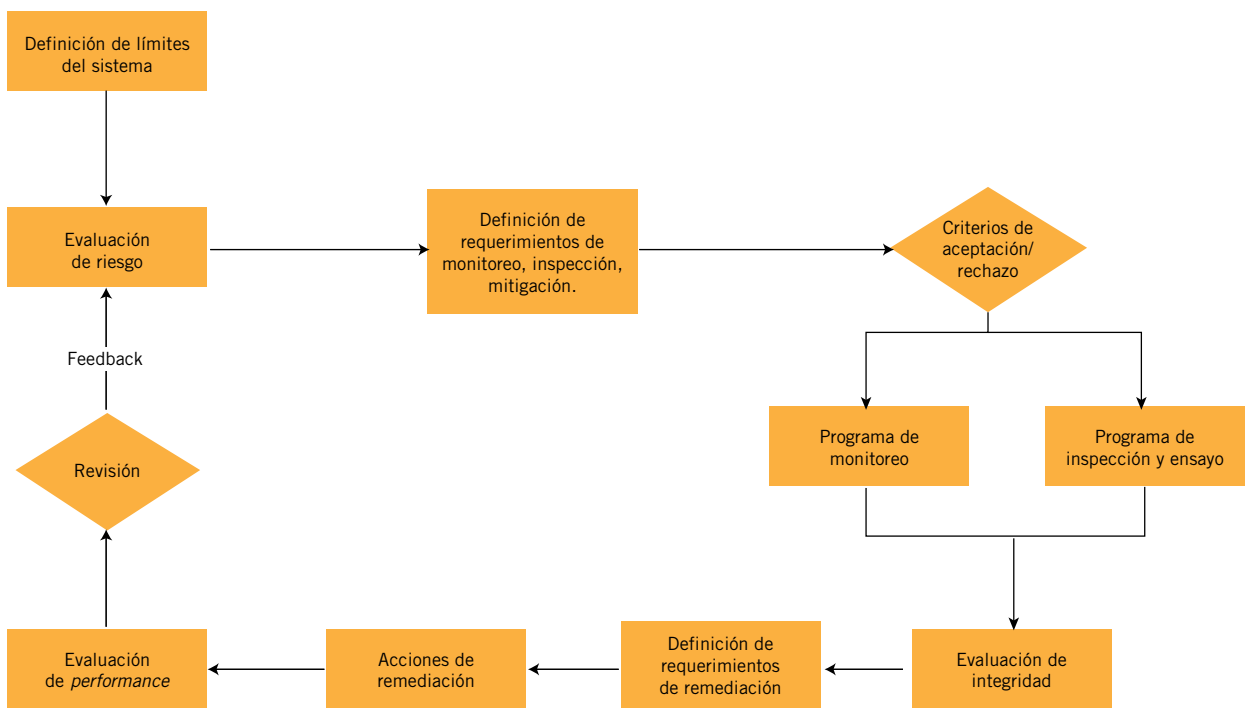 Definición de límites
del sistema
Evaluación
de riesgo
Definición de
requerimientos de
monitoreo, inspección,
mitigación.
Criterios de
aceptación/
rechazo
Feedback
Programa de
monitoreo
Programa de
inspección y ensayo
Revisión
Evaluación
de performance
Acciones de
remediación
Definición de
requerimientos
de remediación
Evaluación de
integridad